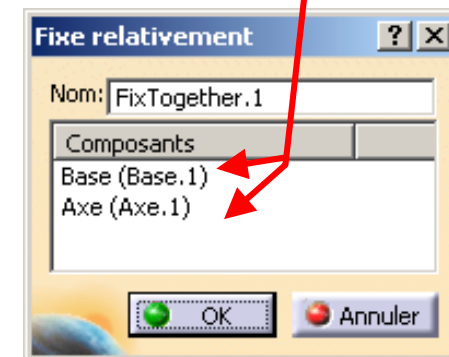 Fixe relativement
Nom: FixTogether.1
Composants
Base (Base.1)
Axe (Axe.1)
OK Annuler